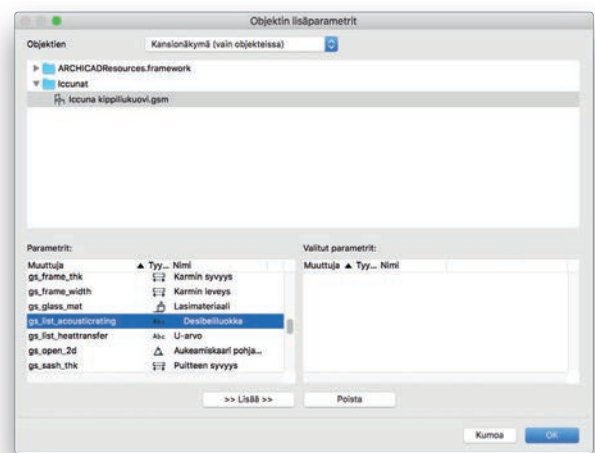 Objektin lisäparametrit
Objektien Kansionäkymä (vain objekteissa)
ARCHICADResources.framework
Iccunat
Iccuna kippiliukuovi.gsm
Parametrit: Valitut parametrit:
Muuttuja ▲ Tyy... Nimi Muuttuja ▲ Tyy... Nimi
gs_frame_thk Karmin syvyys
gs_frame_width Karmin leveys
gs_glass_mat Lasimateriaali
gs_list_acousticrating Abc Desibelliluokka
gs_list_heattransfer Abc U-arvo
gs_open_2d Aukeamiskaari pohja...
gs_sash_thk Puitteen syvyys
>> Lisää >> Poista
Kumoa OK